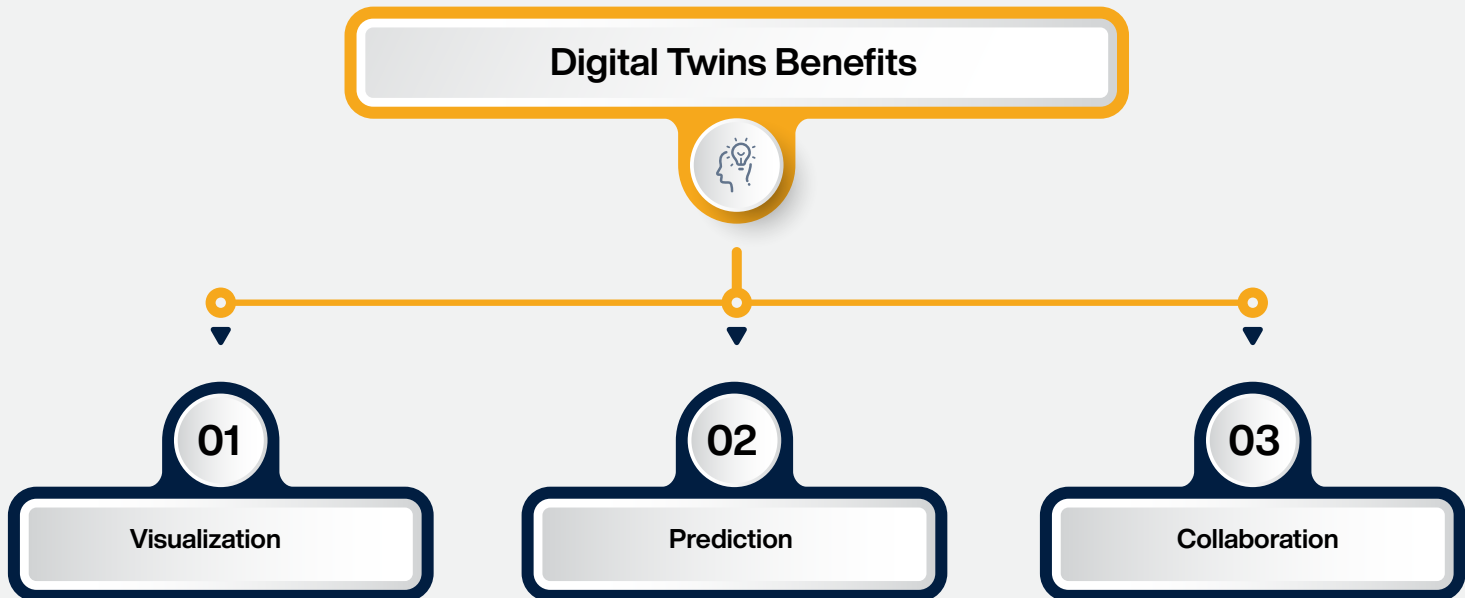 Digital Twins Benefits
01
02
03
Visualization
Prediction
Collaboration